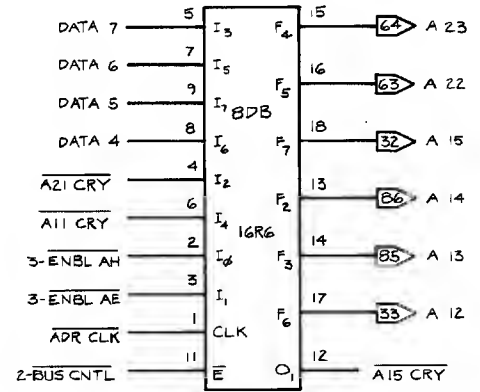 DATA 7 5 I3 F4 15 64 A 23
DATA 6 7 I5 F5 16 63 A 22
DATA 5 9 I7 8DB F7 18 32 A 15
DATA 4 8 I6 F2 13 86 A 14
A21 CRY 4 I2
A11 CRY 6 I4 16R6 F3 14 85 A 13
3-ENBL AH 2 Iφ
3-ENBL AE 3 I1 F6 17 33 A 12
ADR CLK 1 CLK
2-BUS CNTL 11 E O1 12 A15 CRY